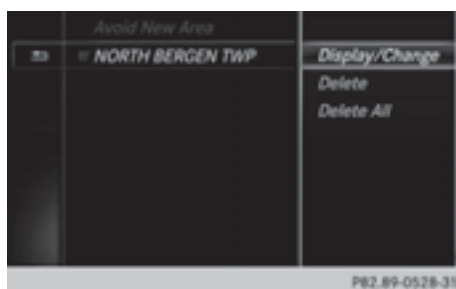 Avoid New Area
NORTH BERGEN TWP
Display/Change
Delete
Delete All
P82.89-0528-31